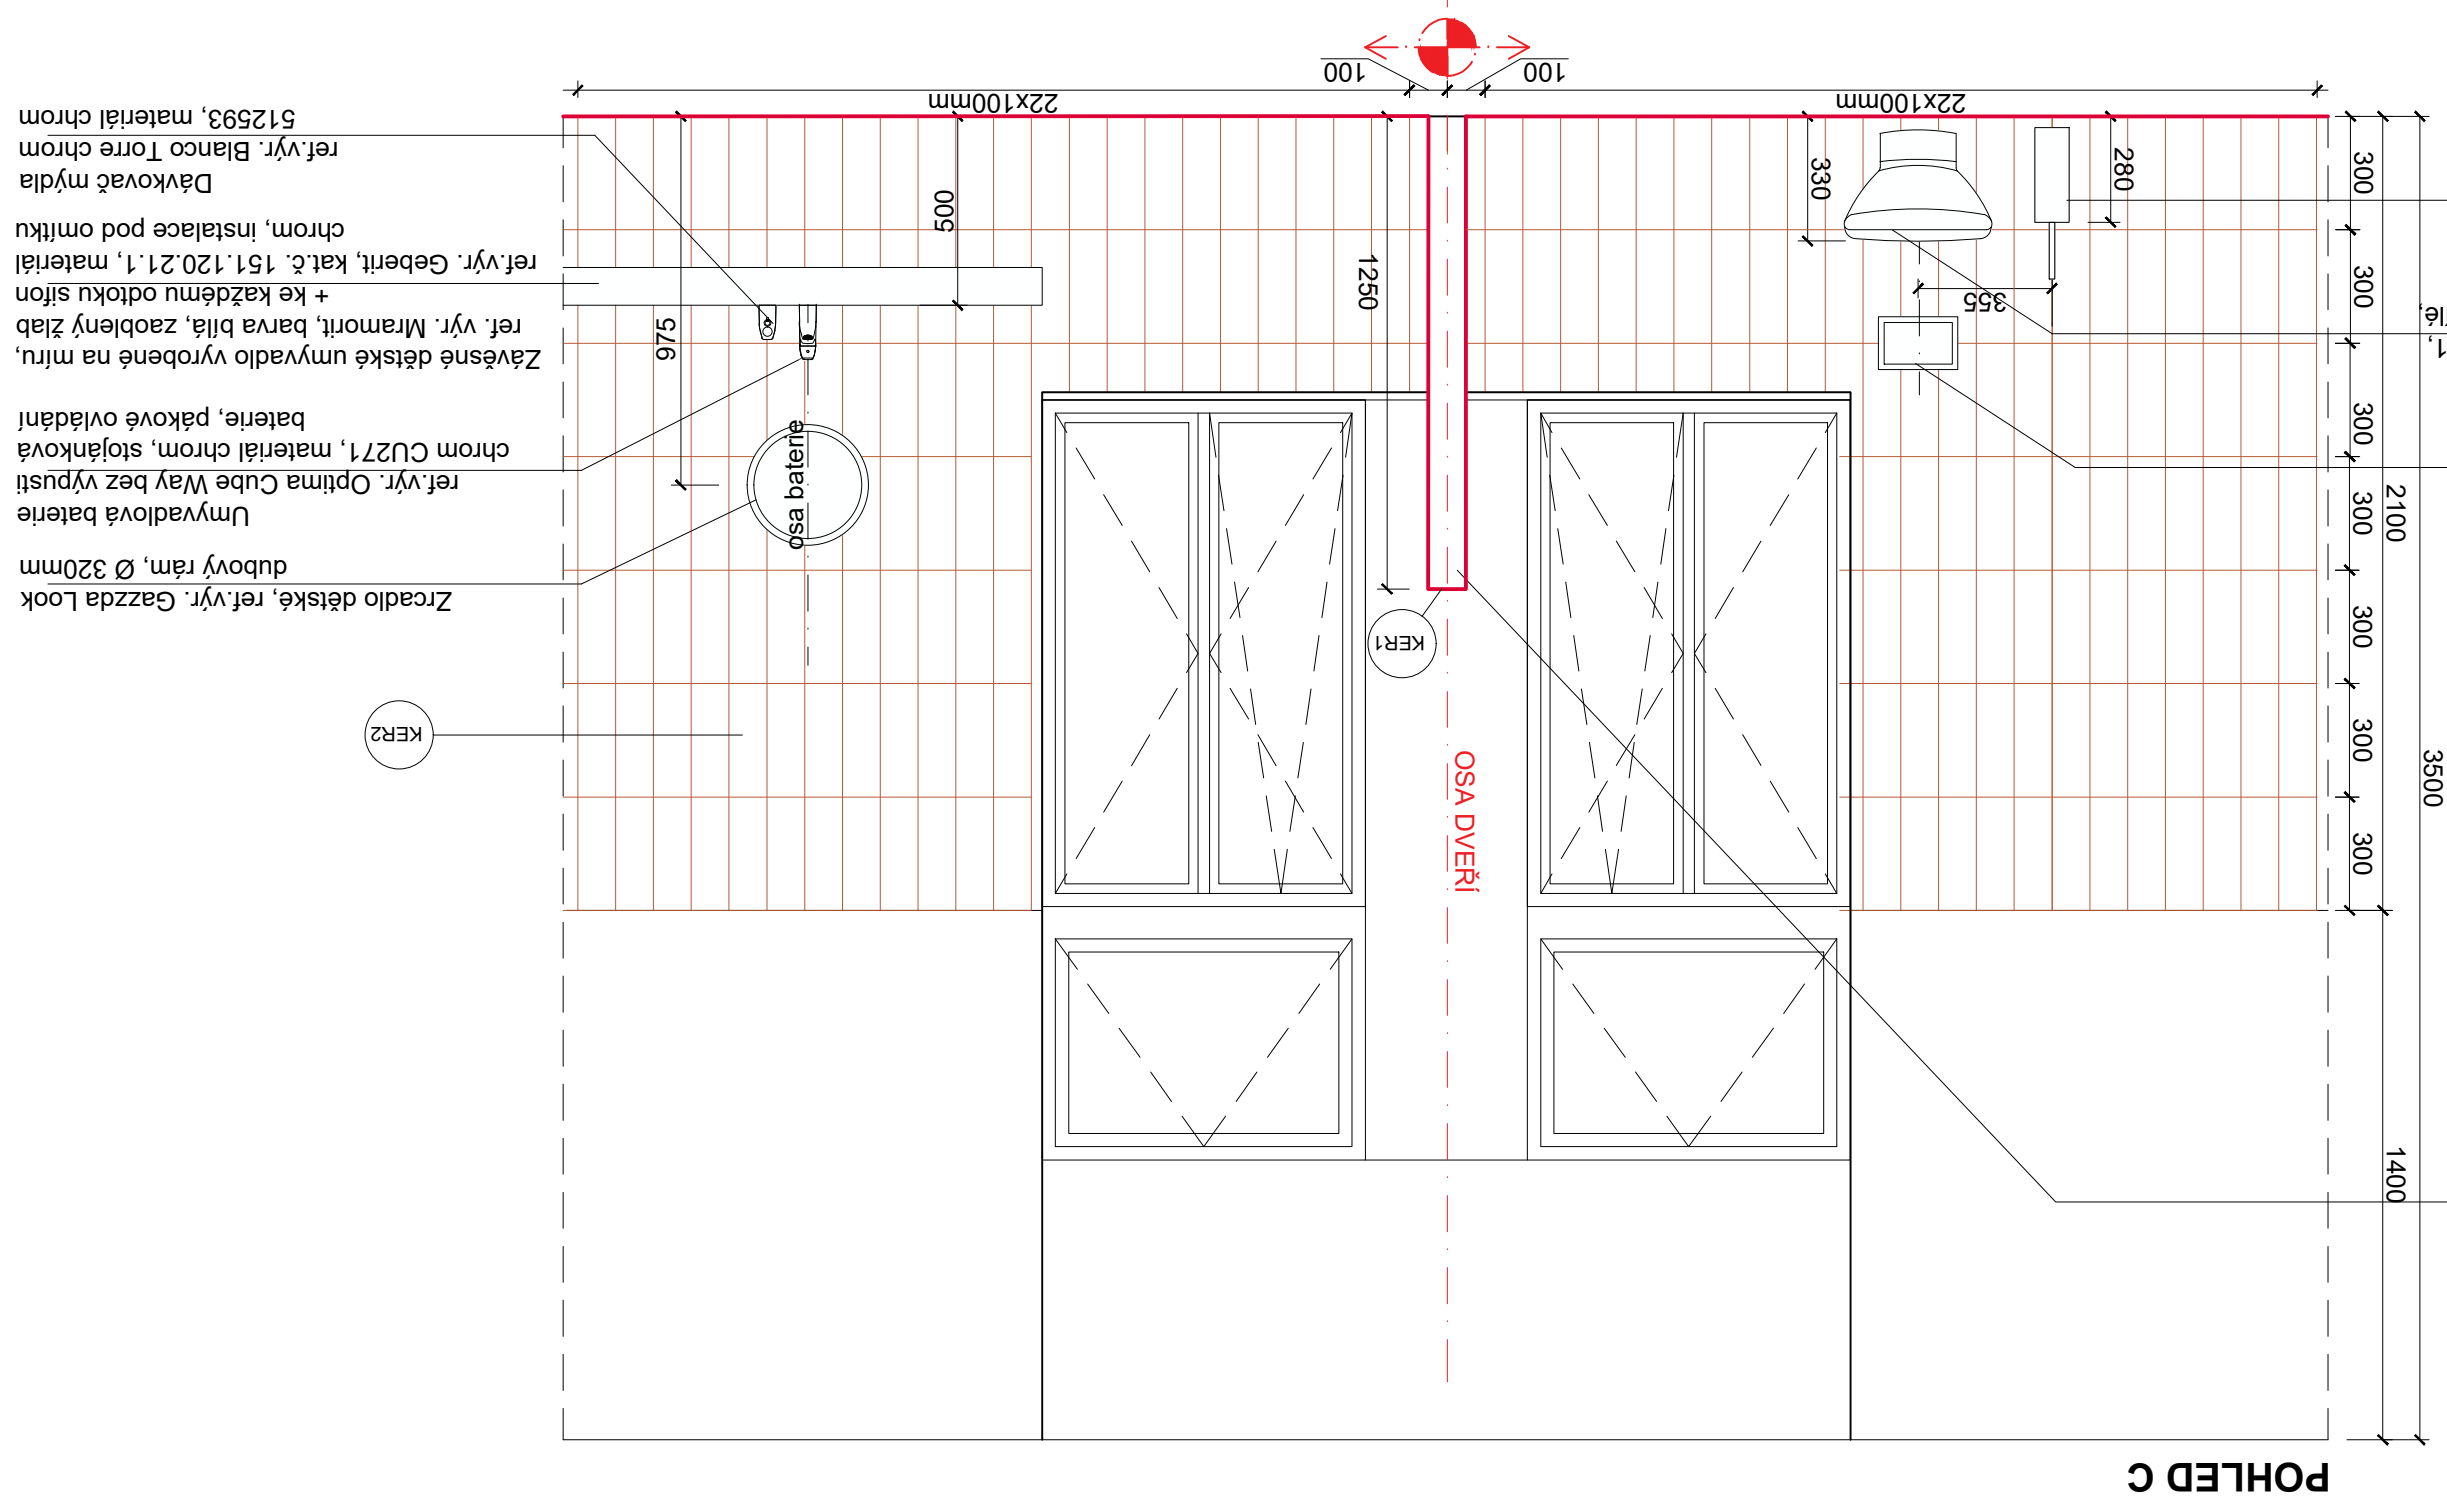 POHLED C
1400
3500
2100
300
300
300
300
300
300
300
OSA DVEŘÍ
KER2
KER1
Zrcadlo dětské, ref.výr. Gazzda Look
dubový rám, Ø 320mm
osa baterie
Umyvadlová baterie
ref.výr. Optima Cube Way bez výpusti
chrom CU271, materiál chrom, stojánková
baterie, pákové ovládání
Závěsné dětské umyvadlo vyrobené na míru,
ref. výr. Mramorit, barva bílá, zaoblený žlab
+ ke každému odtoku sifon
ref.výr. Geberit, kat.č. 151.120.21.1, materiál
chrom, instalace pod omítku
Dávkovač mýdla
ref.výr. Blanco Torre chrom
512593, materiál chrom
1,
355
280
330
1250
500
975
22x100mm
22x100mm
100
100